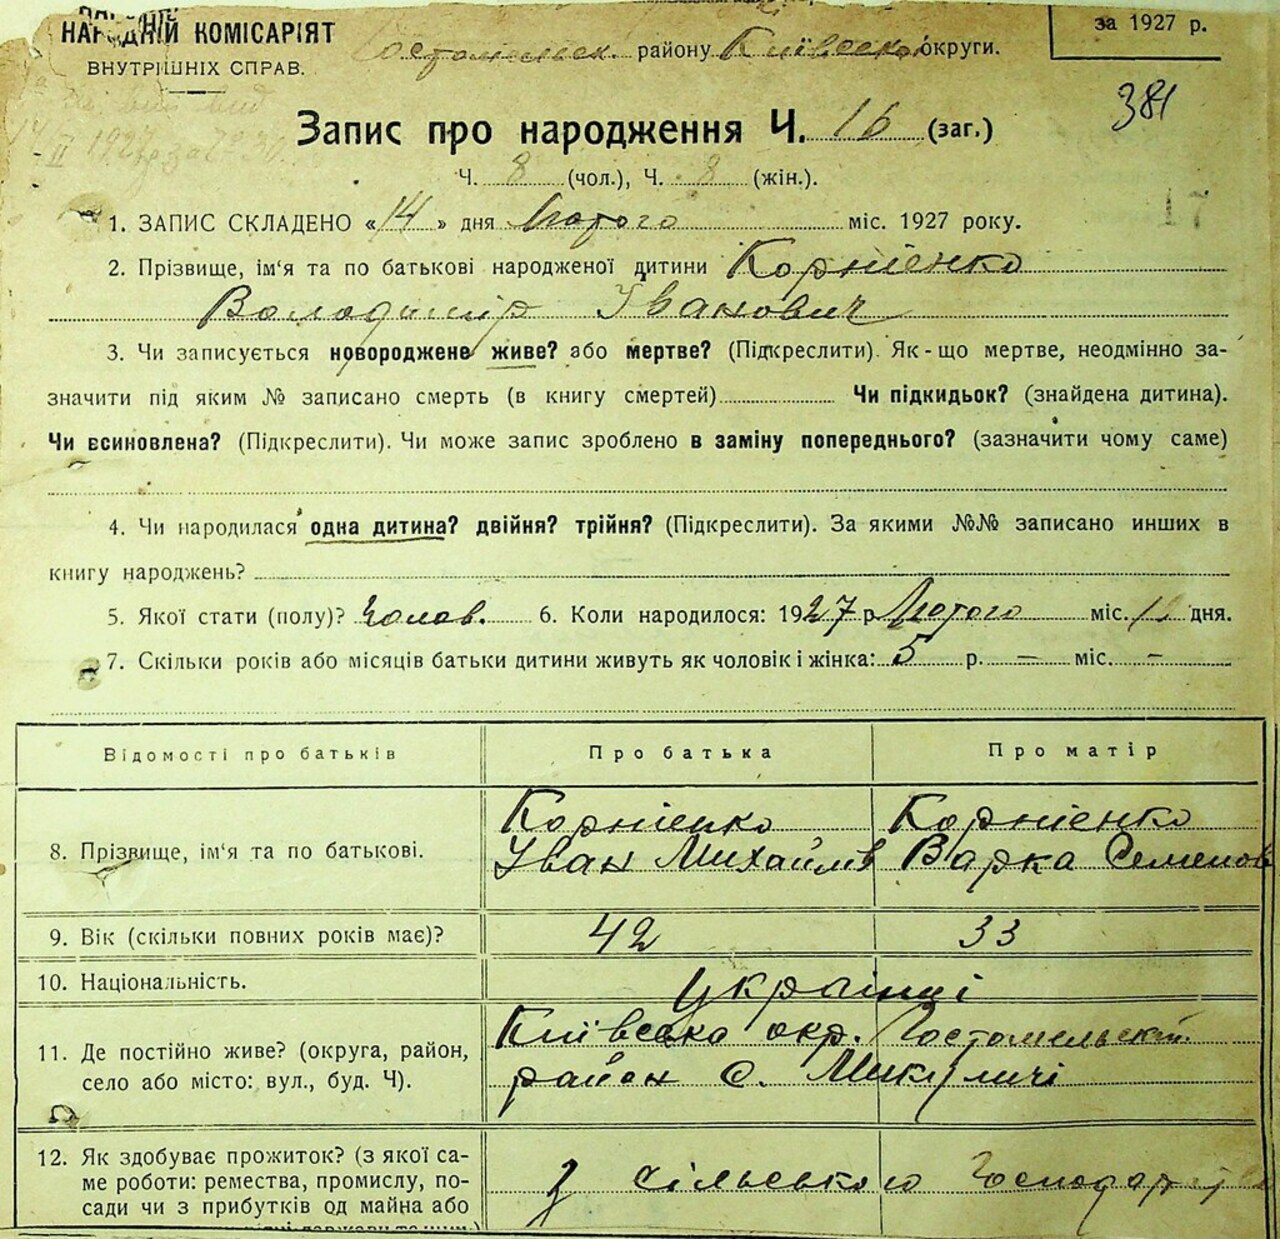 НАРОДНІЙ КОМІСАРІЯТ
ВНУТРІШНІХ СПРАВ.
Гостомельск. району Київської округи.
за 1927 р.
381
Запис про народження Ч. 16 (заг.)
Ч. 8 (чол.), Ч. 8 (жін.).
17
1. ЗАПИС СКЛАДЕНО «14» дня Лютого міс. 1927 року.
2. Прізвище, ім'я та по батькові народженої дитини Корнієнко
Володимир Іванович
3. Чи записується новороджене живе? або мертве? (Підкреслити). Як-що мертве, неодмінно за-
значити під яким № записано смерть (в книгу смертей) Чи підкидьок? (знайдена дитина).
Чи всиновлена? (Підкреслити). Чи може запис зроблено в заміну попереднього? (зазначити чому саме)
4. Чи народилася одна дитина? двійня? трійня? (Підкреслити). За якими №№ записано инших в
книгу народжень?
5. Якої стати (полу)? Чолов. 6. Коли народилося: 1927 р. Лютого міс. дня.
7. Скільки років або місяців батьки дитини живуть як чоловік і жінка: 5 р. — міс. —
Відомості про батьків Про батька Про матір
Корнієнко Корнієнко
8. Прізвище, ім'я та по батькові. Іван Михайлів Варка Семенов
9. Вік (скільки повних років має)? 42 33
10. Національність. Українці
11. Де постійно живе? (округа, район, Київська окр. Гостомельськ.
село або місто: вул., буд. Ч). район с. Микуличі
12. Як здобуває прожиток? (з якої са-
ме роботи: ремества, промислу, по- З сільського
сади чи з прибутків од майна або